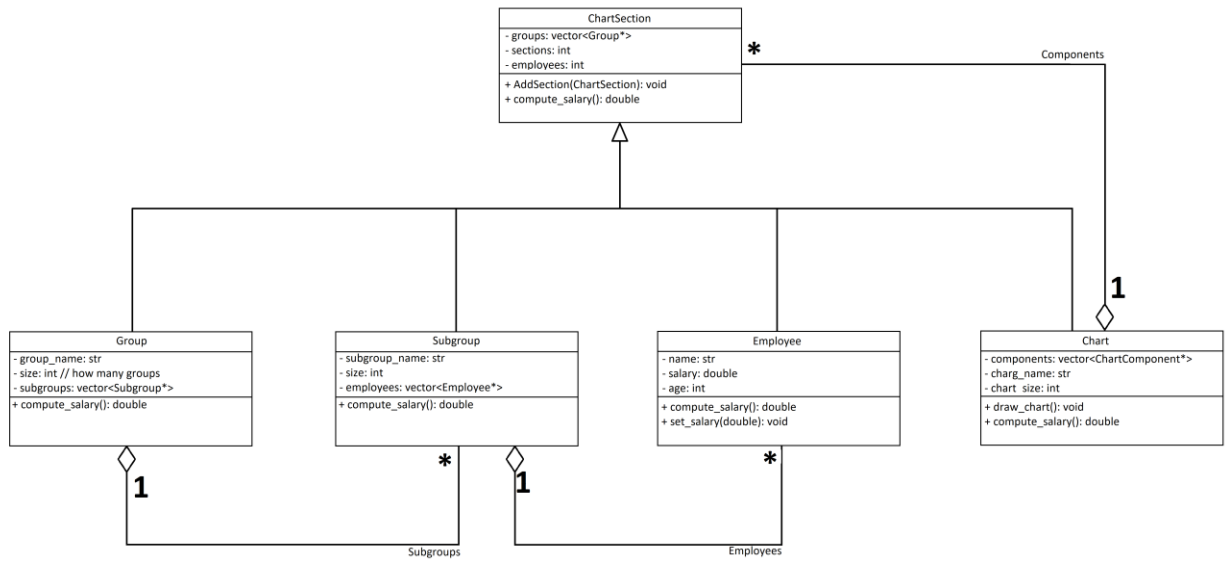 ChartSection
- groups: vector<Group*>
- sections: int
- employees: int
+ AddSection(ChartSection): void
+ compute_salary(): double
*
Components
1
Group
- group_name: str
- size: int // how many groups
- subgroups: vector<Subgroup*>
+ compute_salary(): double
Subgroup
- subgroup_name: str
- size: int
- employees: vector<Employee*>
+ compute_salary(): double
Employee
- name: str
- salary: double
- age: int
+ compute_salary(): double
+ set_salary(double): void
Chart
- components: vector<ChartComponent*>
- charg_name: str
- chart_size: int
+ draw_chart(): void
+ compute_salary(): double
1
*
1
*
Subgroups
Employees